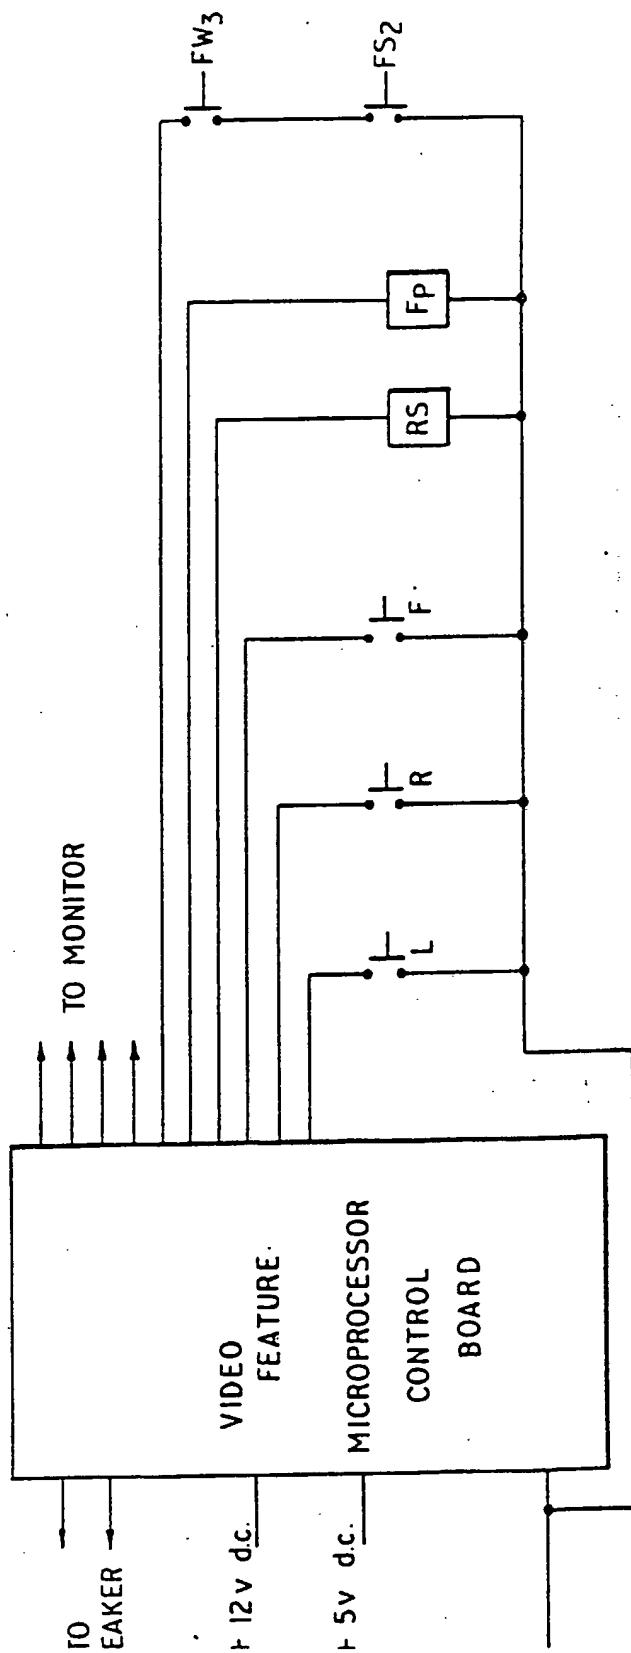 TO
EAKER
+ 12v d.c.
+ 5v d.c.
VIDEO
FEATURE
MICROPROCESSOR
CONTROL
BOARD
TO MONITOR
L
R
F
RS
FP
FW3
FS2